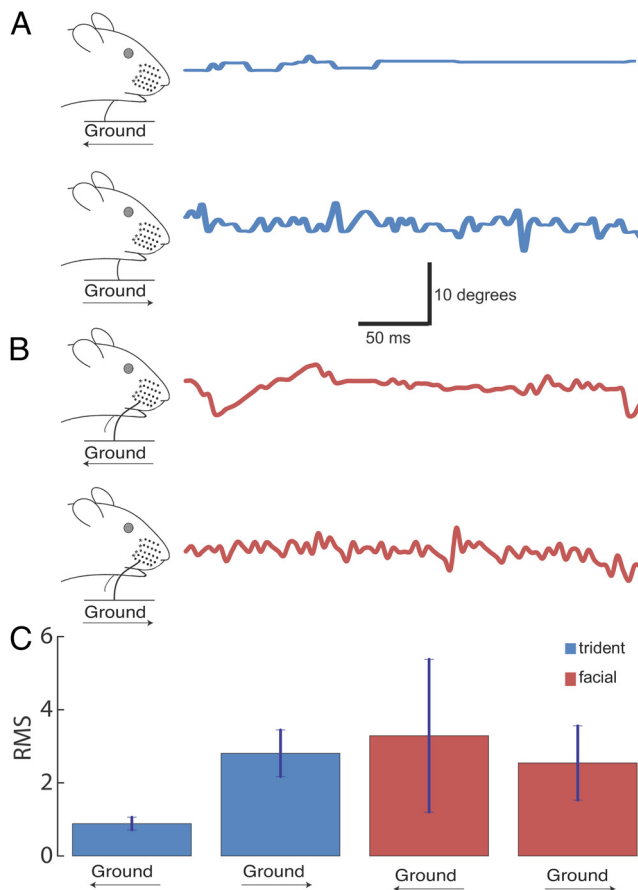 A
Ground
Ground
10 degrees
50 ms
B
Ground
Ground
C
6
trident
facial
4
RMS
2
0
Ground
Ground
Ground
Ground